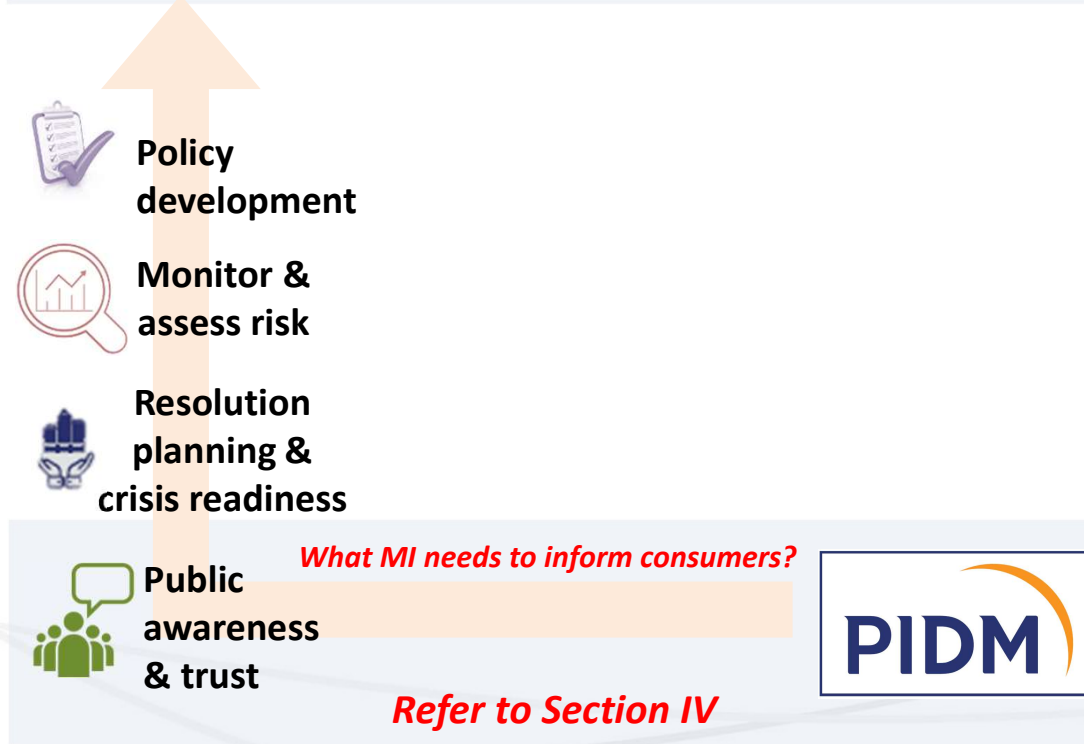 Policy
development
Monitor &
assess risk
Resolution
planning &
crisis readiness
What MI needs to inform consumers?
Public
awareness
& trust
PIDM
Refer to Section IV